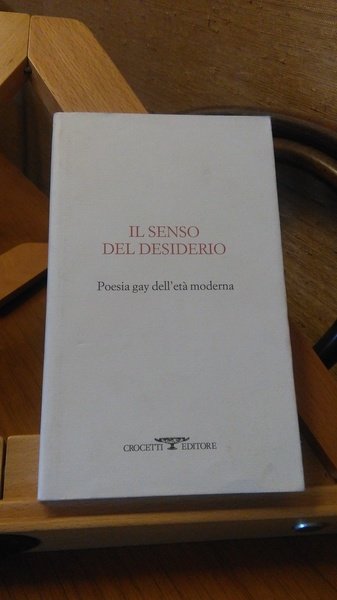 IL SENSO
DEL DESIDERIO
Poesia gay dell'età moderna
CROCETTI EDITORE